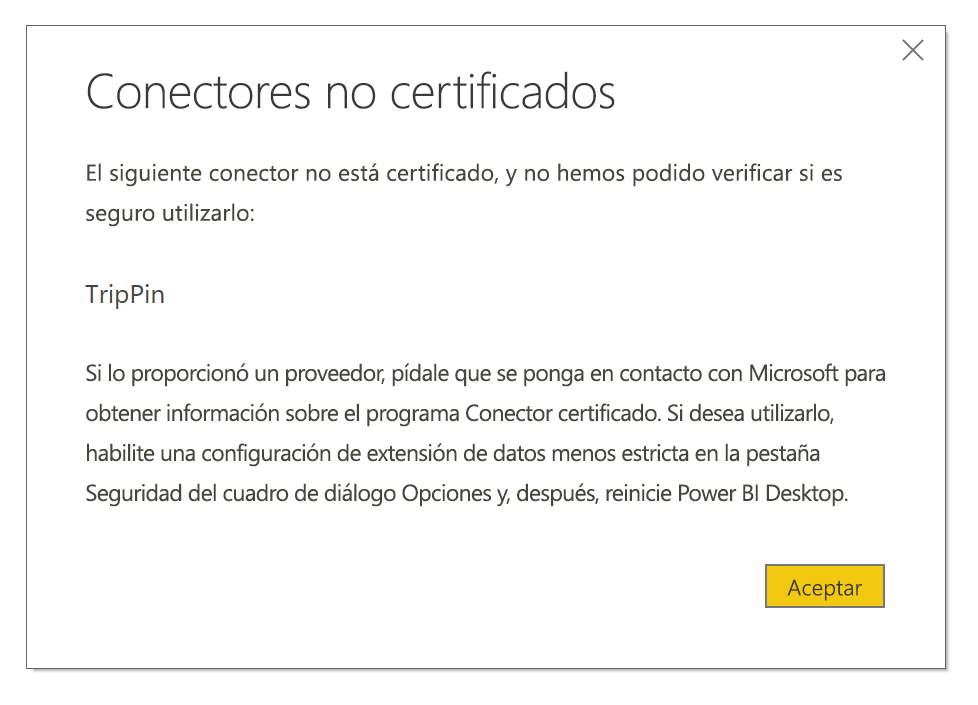 Conectores no certificados
El siguiente conector no está certificado, y no hemos podido verificar si es
seguro utilizarlo:
TripPin
Si lo proporcionó un proveedor, pídale que se ponga en contacto con Microsoft para
obtener información sobre el programa Conector certificado. Si desea utilizarlo,
habilite una configuración de extensión de datos menos estricta en la pestaña
Seguridad del cuadro de diálogo Opciones y, después, reinicie Power BI Desktop.
Aceptar